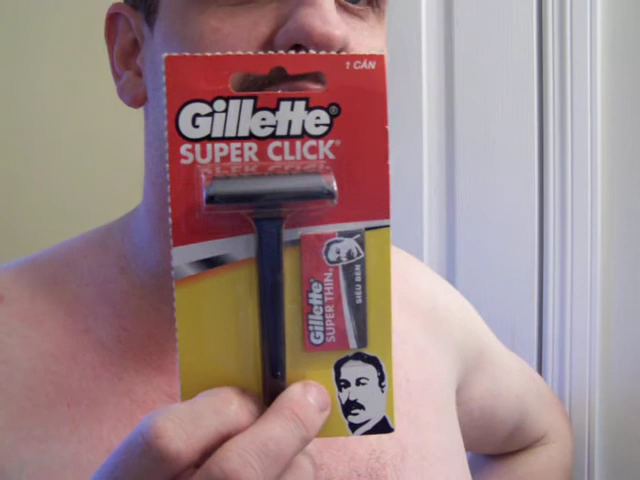 1 CÁN
Gillette®
SUPER CLICK®
Gillette®
SUPER THIN®
SIÊU BÉN